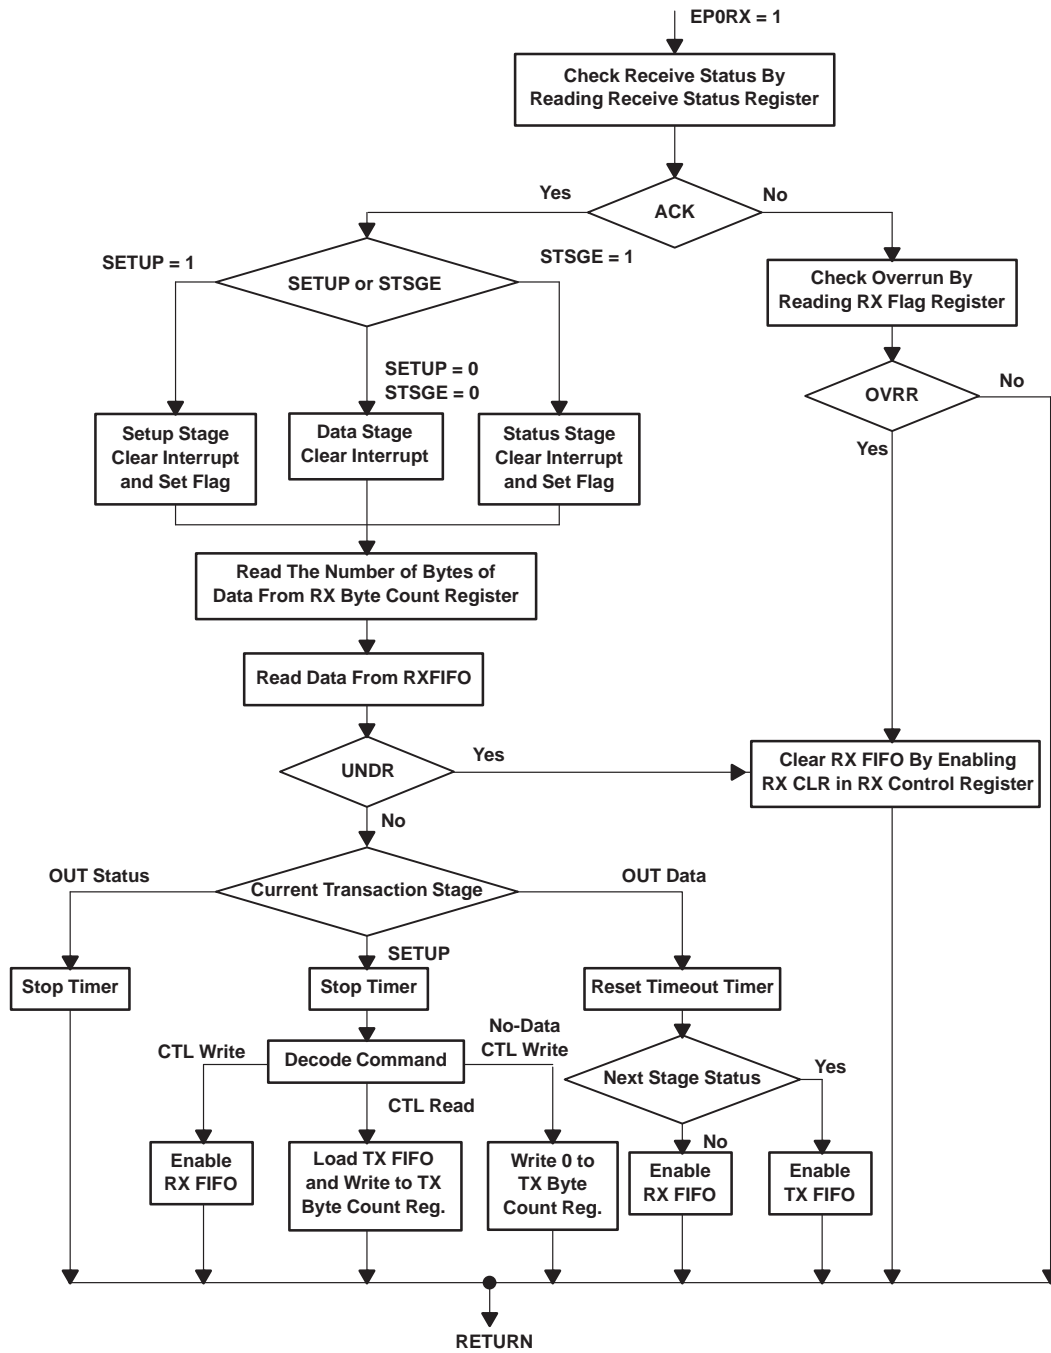 EP0RX = 1
Check Receive Status By
Reading Receive Status Register
Yes
No
ACK
SETUP = 1
STSGE = 1
SETUP or STSGE
Check Overrun By
Reading RX Flag Register
SETUP = 0
STSGE = 0
No
OVRR
Setup Stage
Clear Interrupt
and Set Flag
Data Stage
Clear Interrupt
Status Stage
Clear Interrupt
and Set Flag
Yes
Read The Number of Bytes of
Data From RX Byte Count Register
Read Data From RXFIFO
UNDR
Yes
Clear RX FIFO By Enabling
RX CLR in RX Control Register
No
OUT Status
Current Transaction Stage
OUT Data
SETUP
Stop Timer
Stop Timer
Reset Timeout Timer
CTL Write
Decode Command
No-Data
CTL Write
Next Stage Status
Yes
CTL Read
No
Enable
RX FIFO
Load TX FIFO
and Write to TX
Byte Count Reg.
Write 0 to
TX Byte
Count Reg.
Enable
RX FIFO
Enable
TX FIFO
RETURN